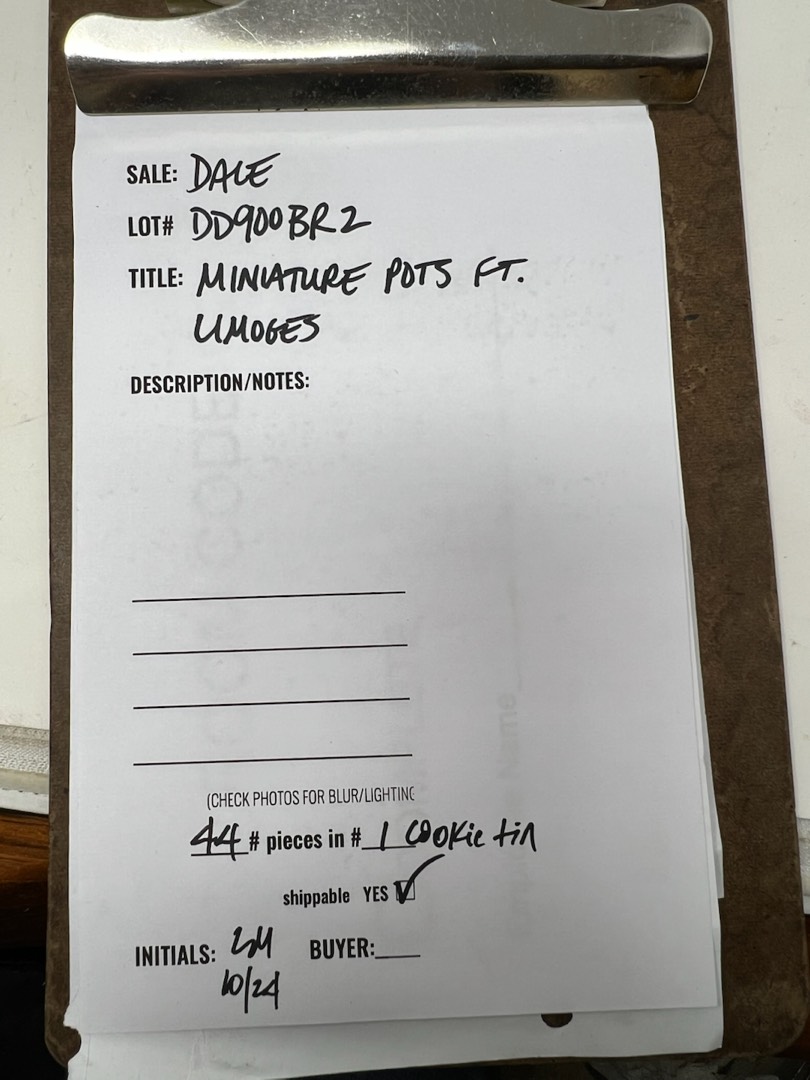 SALE: DALE
LOT# DD900BR2
TITLE: MINIATURE POTS FT.
LIMOGES
DESCRIPTION/NOTES:
(CHECK PHOTOS FOR BLUR/LIGHTING
44 # pieces in # 1 cookie tin
shippable YES
INITIALS: BUYER:
10/24